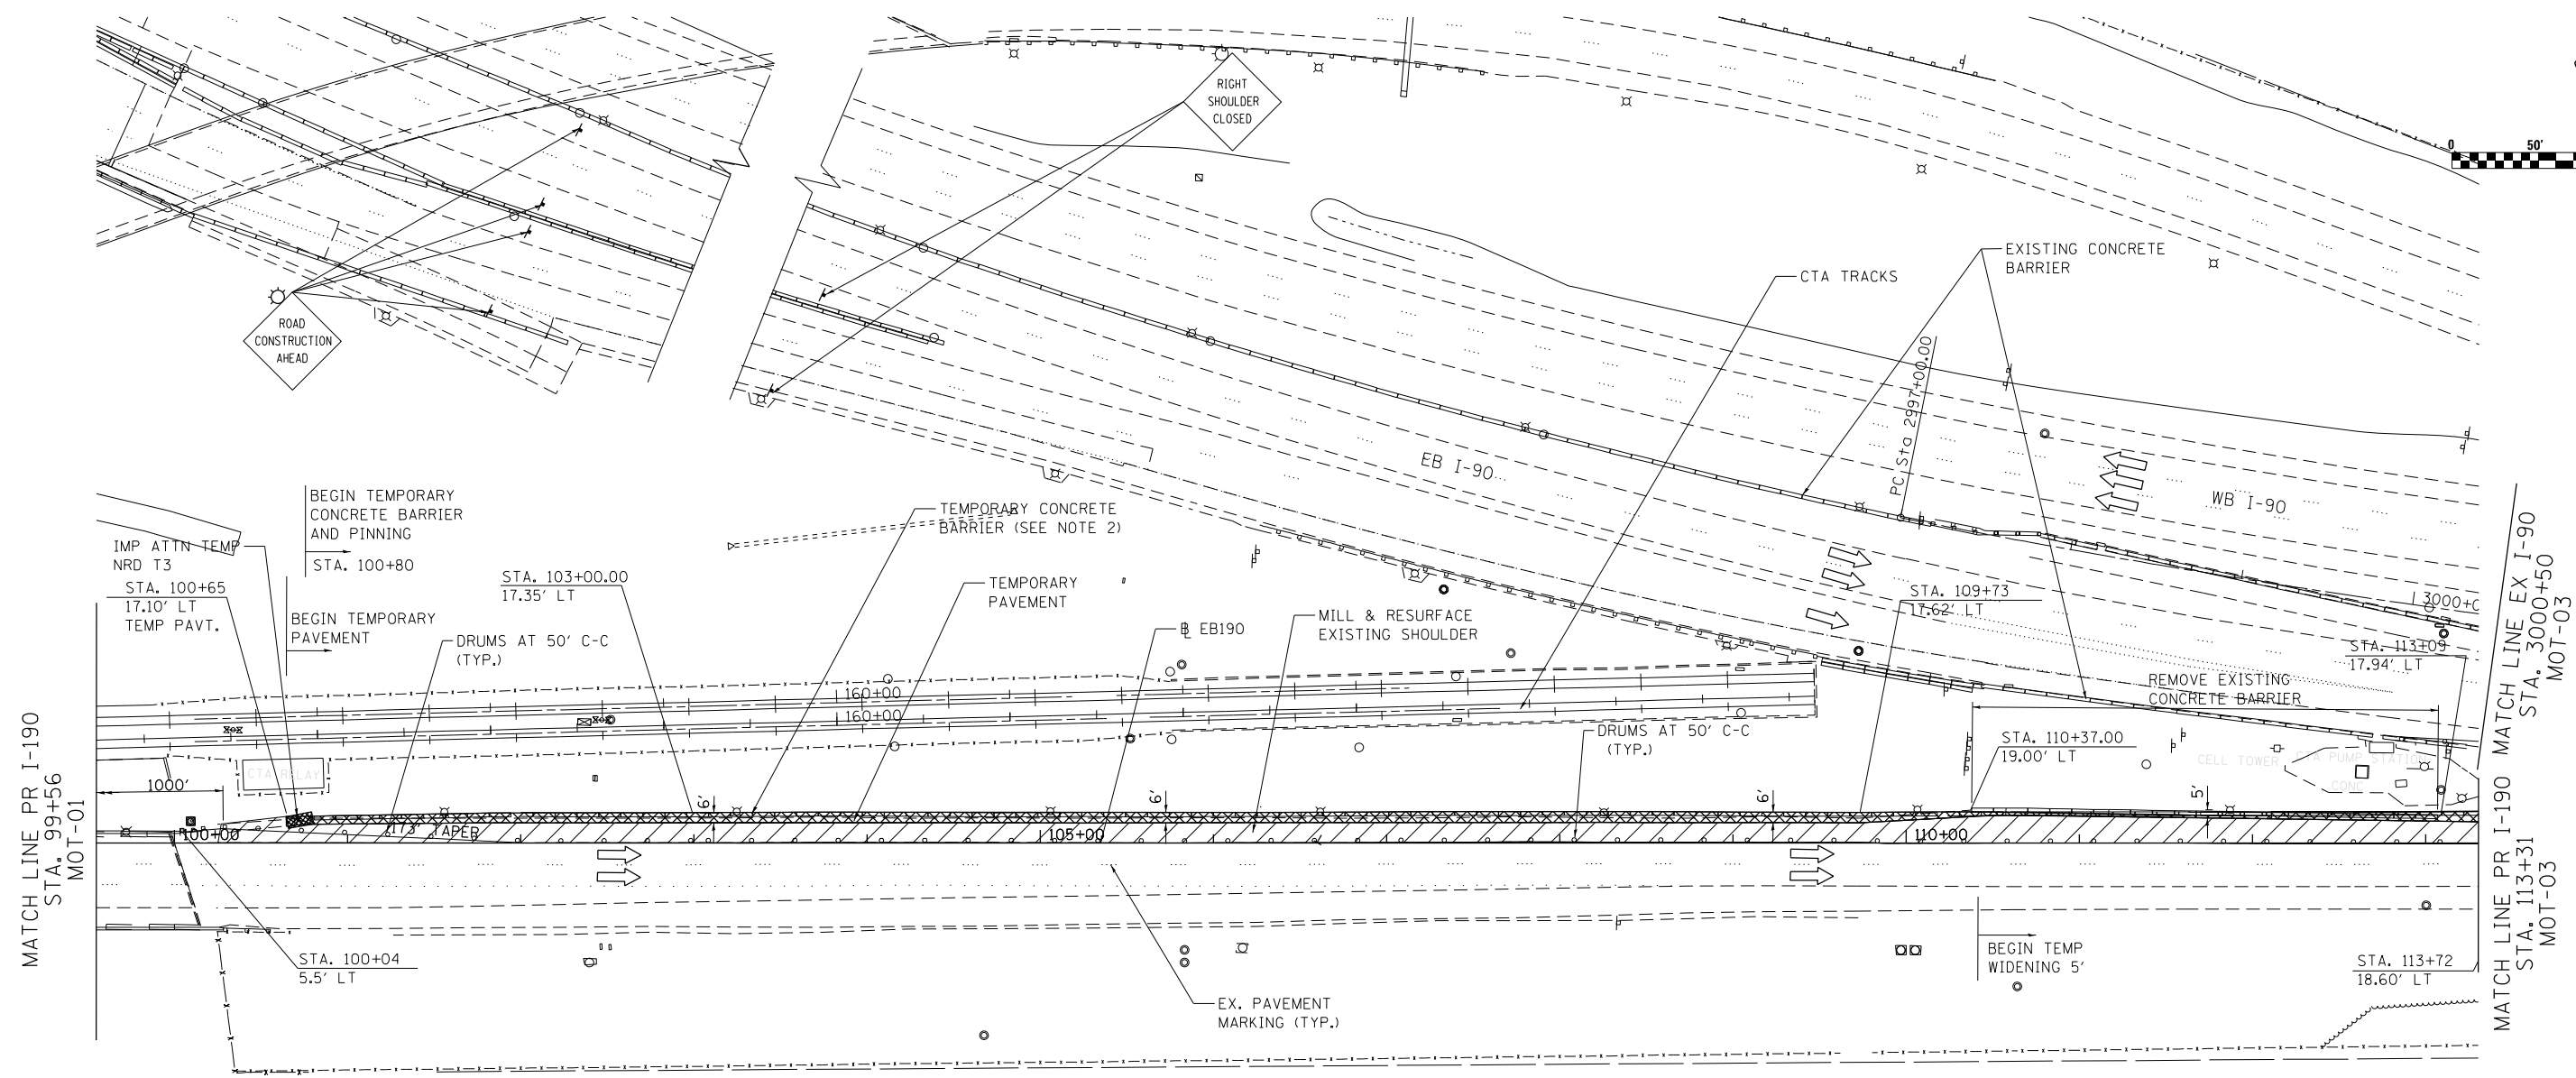 RIGHT
SHOULDER
CLOSED
0 50'
ROAD
CONSTRUCTION
AHEAD
EXISTING CONCRETE
BARRIER
CTA TRACKS
PC Sta 2997+00.00
EB I-90
WB I-90
BEGIN TEMPORARY
CONCRETE BARRIER
AND PINNING
STA. 100+80
IMP ATTN TEMP
NRD T3
STA. 100+65
17.10' LT
TEMP PAVT.
BEGIN TEMPORARY
PAVEMENT
STA. 103+00.00
17.35' LT
DRUMS AT 50' C-C
(TYP.)
TEMPORARY CONCRETE
BARRIER (SEE NOTE 2)
TEMPORARY
PAVEMENT
EB190
MILL & RESURFACE
EXISTING SHOULDER
STA. 109+73
17.62' LT
STA. 113+09
17.94' LT
REMOVE EXISTING
CONCRETE BARRIER
160+00
160+00
DRUMS AT 50' C-C
(TYP.)
STA. 110+37.00
19.00' LT
CTA RELAY
CELL TOWER
CTA PUMP STATION
CONC
1000'
6'
6'
6'
5'
100+00
173' TAPER
105+00
110+00
STA. 100+04
5.5' LT
EX. PAVEMENT
MARKING (TYP.)
BEGIN TEMP
WIDENING 5'
STA. 113+72
18.60' LT
MATCH LINE PR I-190
STA. 99+56
MOT-01
MATCH LINE EX I-90
STA. 3000+50
MOT-03
MATCH LINE PR I-190
STA. 113+31
MOT-03